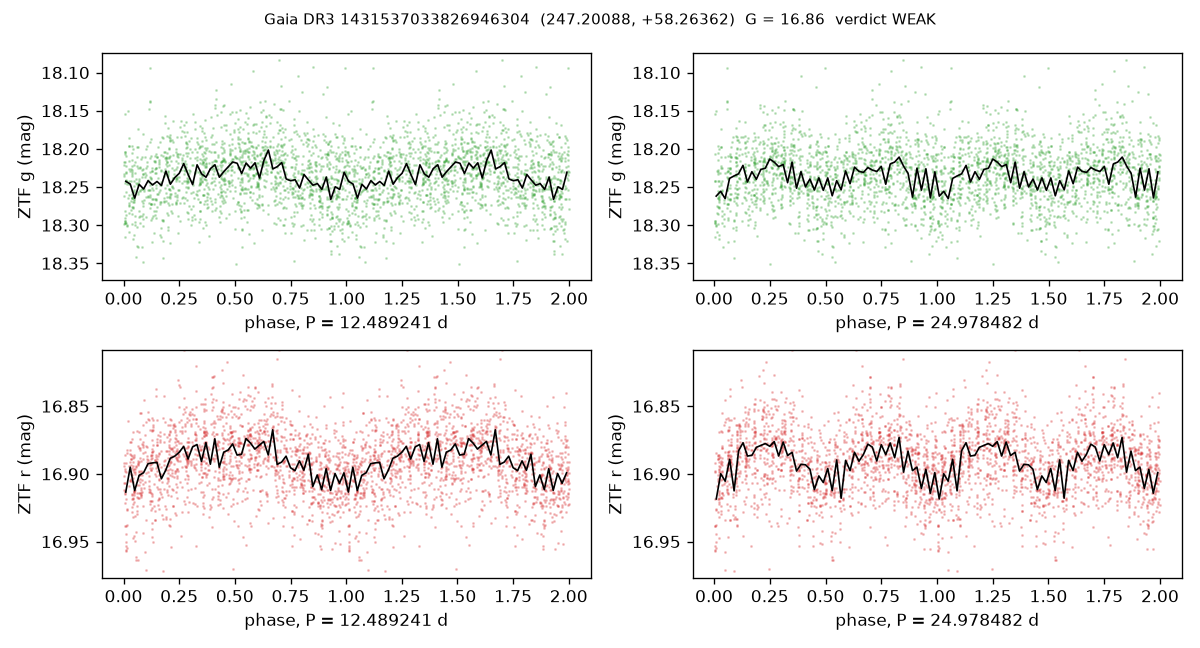 Gaia DR3 1431537033826946304  (247.20088, +58.26362)  G = 16.86  verdict WEAK
ZTF g (mag)
18.10
18.15
18.20
18.25
18.30
18.35
0.00 0.25 0.50 0.75 1.00 1.25 1.50 1.75 2.00
phase, P = 12.489241 d
ZTF g (mag)
18.10
18.15
18.20
18.25
18.30
18.35
0.00 0.25 0.50 0.75 1.00 1.25 1.50 1.75 2.00
phase, P = 24.978482 d
ZTF r (mag)
16.85
16.90
16.95
0.00 0.25 0.50 0.75 1.00 1.25 1.50 1.75 2.00
phase, P = 12.489241 d
ZTF r (mag)
16.85
16.90
16.95
0.00 0.25 0.50 0.75 1.00 1.25 1.50 1.75 2.00
phase, P = 24.978482 d